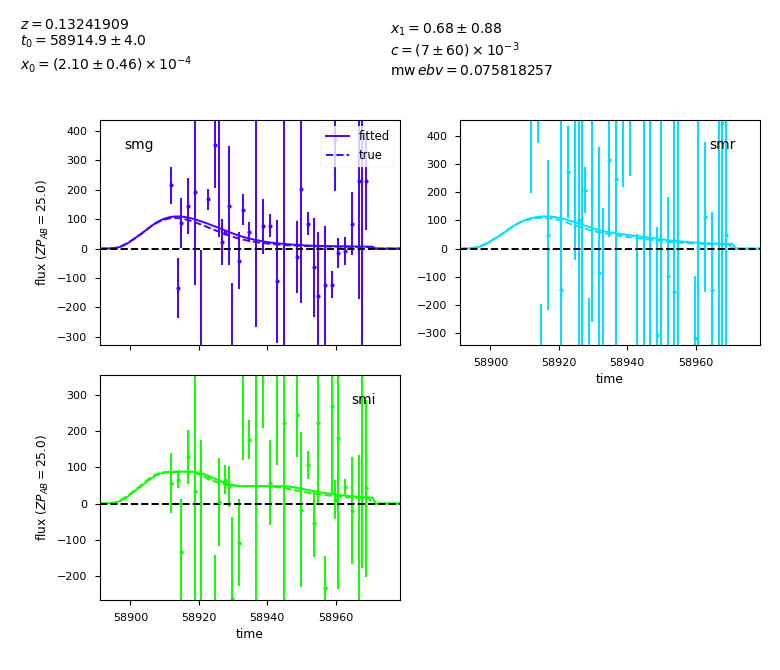 z = 0.13241909
t₀ = 58914.9 ± 4.0
x₀ = (2.10 ± 0.46) × 10⁻⁴
x₁ = 0.68 ± 0.88
c = (7 ± 60) × 10⁻³
mw ebv = 0.075818257
smg
fitted
true
400
300
200
100
0
−100
−200
−300
flux (ZP_AB = 25.0)
smr
400
300
200
100
0
−100
−200
−300
58900 58920 58940 58960
time
smi
300
200
100
0
−100
−200
flux (ZP_AB = 25.0)
58900 58920 58940 58960
time